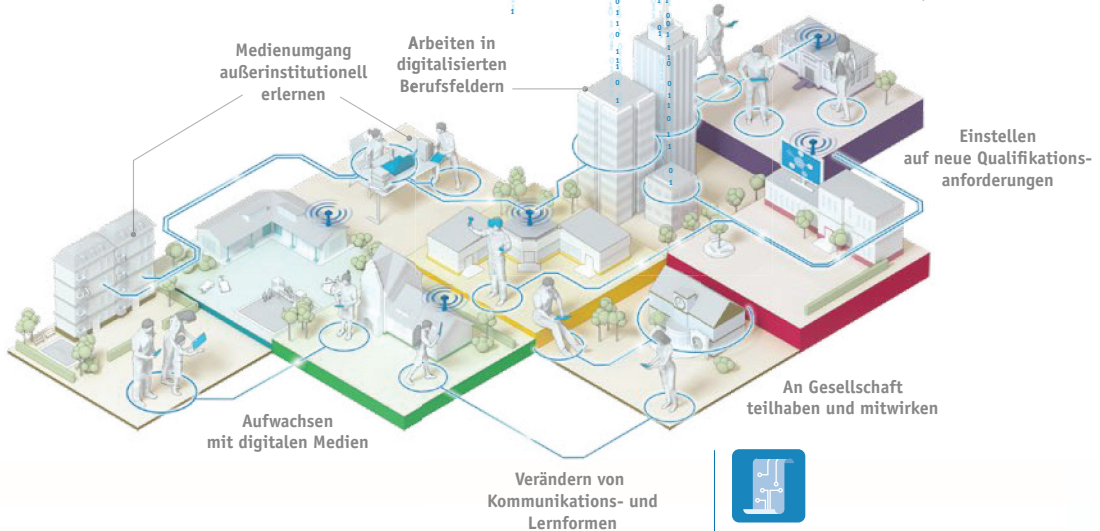 Medienumgang
außerinstitutionell
erlernen
Arbeiten in
digitalisierten
Berufsfeldern
Einstellen
auf neue Qualifikations-
anforderungen
An Gesellschaft
teilhaben und mitwirken
Aufwachsen
mit digitalen Medien
Verändern von
Kommunikations- und
Lernformen